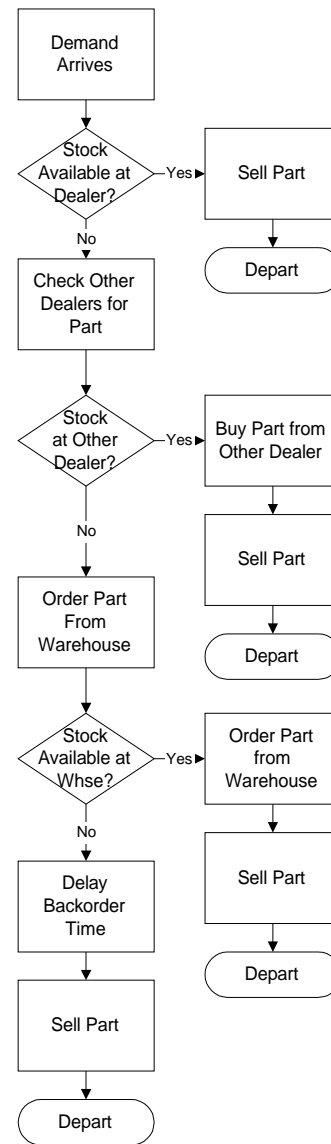 Demand
Arrives
Stock
Available at
Dealer?
Yes
Sell Part
Depart
No
Check Other
Dealers for
Part
Stock
at Other
Dealer?
Yes
Buy Part from
Other Dealer
Sell Part
Depart
No
Order Part
From
Warehouse
Stock
Available at
Whse?
Yes
Order Part
from
Warehouse
Sell Part
Depart
No
Delay
Backorder
Time
Sell Part
Depart